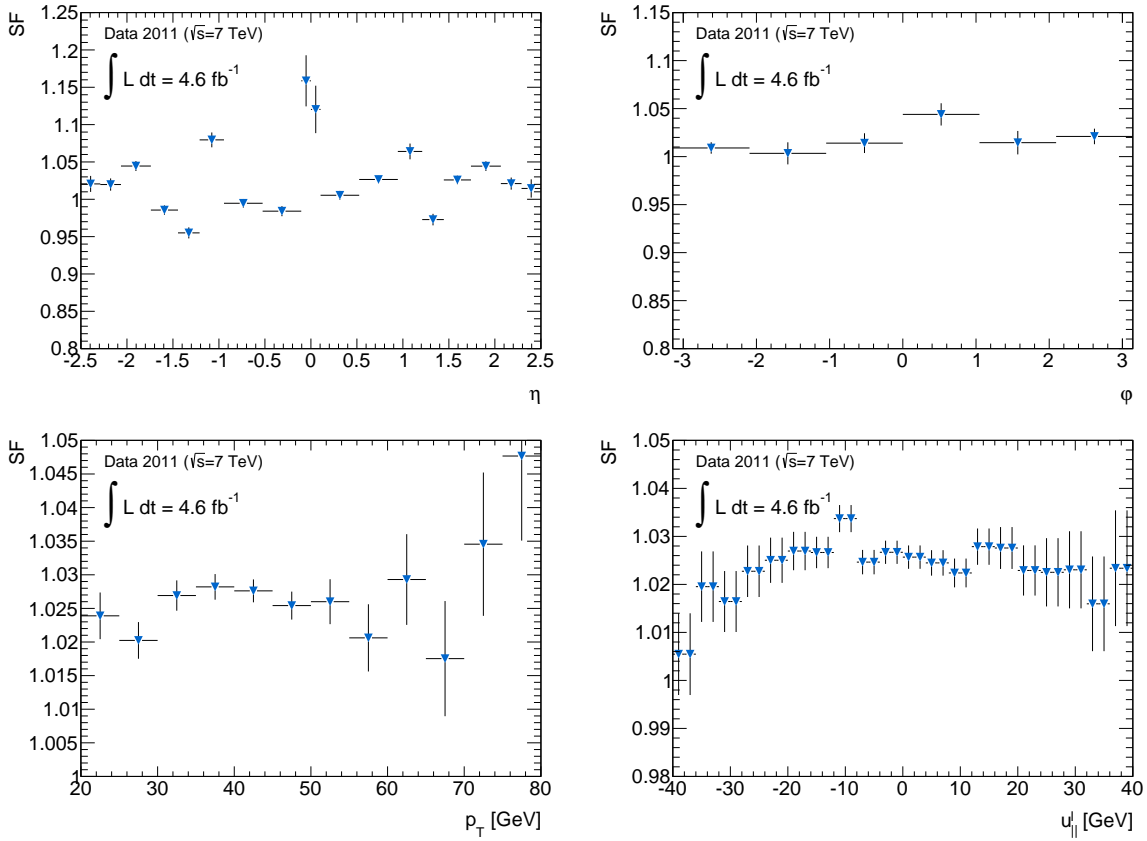 SF
1.25
Data 2011 (√s=7 TeV)
∫ L dt = 4.6 fb⁻¹
1.2
1.15
1.1
1.05
1
0.95
0.9
0.85
0.8
-2.5 -2 -1.5 -1 -0.5 0 0.5 1 1.5 2 2.5
η
SF
1.15
Data 2011 (√s=7 TeV)
∫ L dt = 4.6 fb⁻¹
1.1
1.05
1
0.95
0.9
0.85
0.8
-3 -2 -1 0 1 2 3
φ
SF
1.05
Data 2011 (√s=7 TeV)
∫ L dt = 4.6 fb⁻¹
1.045
1.04
1.035
1.03
1.025
1.02
1.015
1.01
1.005
1
20 30 40 50 60 70 80
p_T [GeV]
SF
1.05
Data 2011 (√s=7 TeV)
∫ L dt = 4.6 fb⁻¹
1.04
1.03
1.02
1.01
1
0.99
0.98
-40 -30 -20 -10 0 10 20 30 40
u_||^l [GeV]